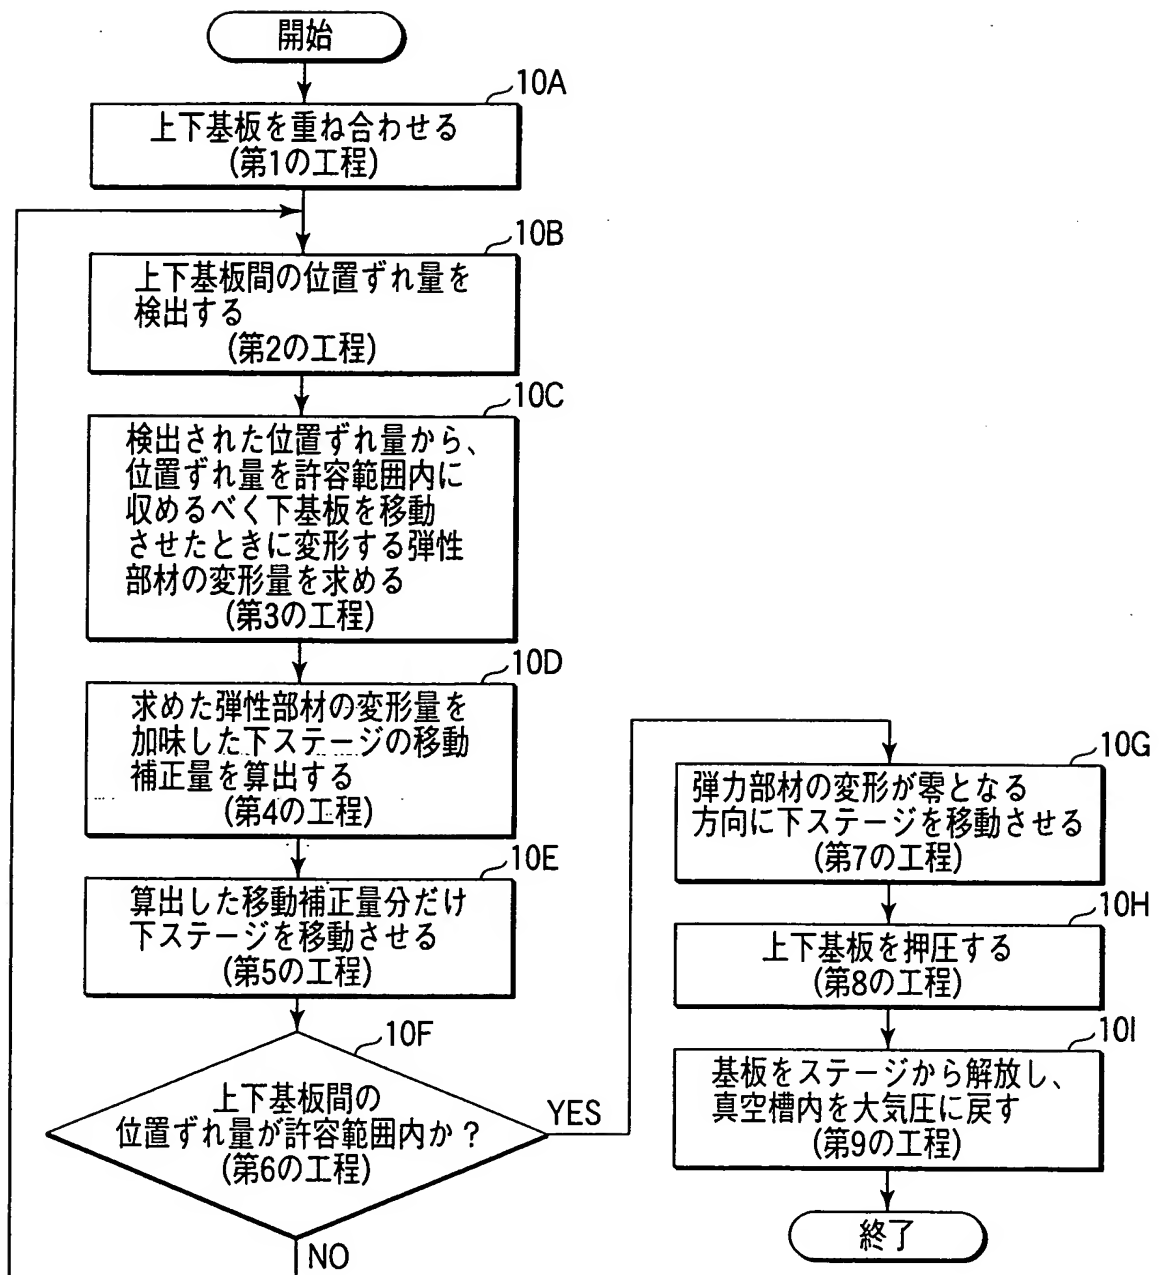 開始
10A
上下基板を重ね合わせる
(第1の工程)
10B
上下基板間の位置ずれ量を
検出する
(第2の工程)
10C
検出された位置ずれ量から、
位置ずれ量を許容範囲内に
収めるべく下基板を移動
させたときに変形する弾性
部材の変形量を求める
(第3の工程)
10D
求めた弾性部材の変形量を
加味した下ステージの移動
補正量を算出する
(第4の工程)
10E
算出した移動補正量分だけ
下ステージを移動させる
(第5の工程)
10F
上下基板間の
位置ずれ量が許容範囲内か？
(第6の工程)
YES
NO
10G
弾力部材の変形が零となる
方向に下ステージを移動させる
(第7の工程)
10H
上下基板を押圧する
(第8の工程)
10I
基板をステージから解放し、
真空槽内を大気圧に戻す
(第9の工程)
終了